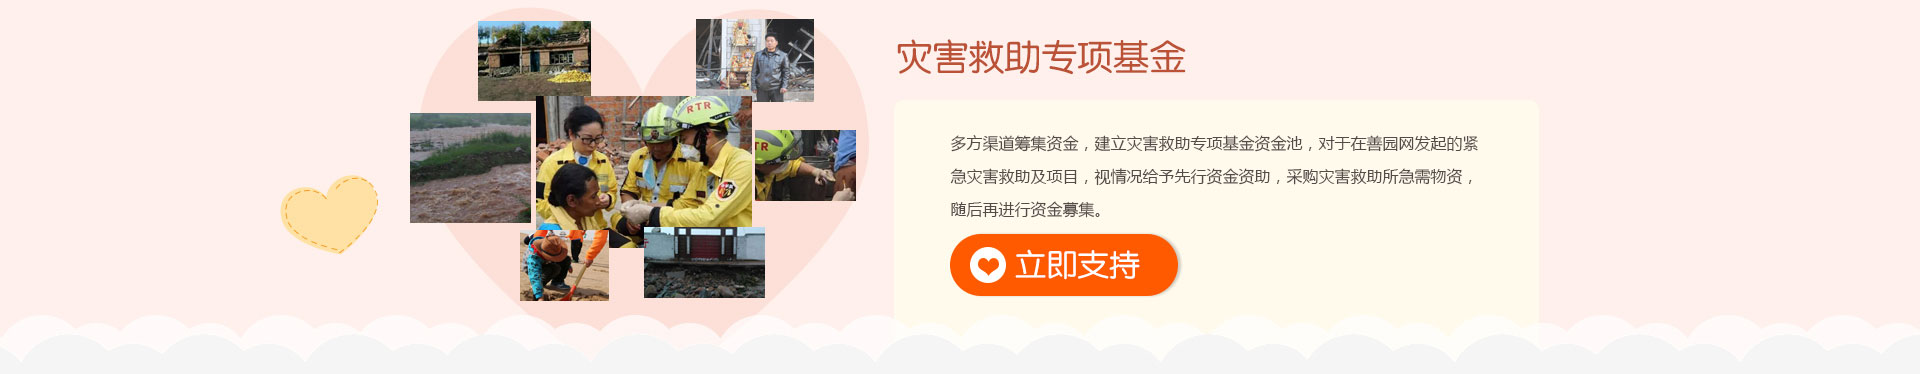 灾害救助专项基金
多方渠道筹集资金，建立灾害救助专项基金资金池，对于在善园网发起的紧
急灾害救助及项目，视情况给予先行资金资助，采购灾害救助所急需物资，
随后再进行资金募集。
立即支持
RTR
TR